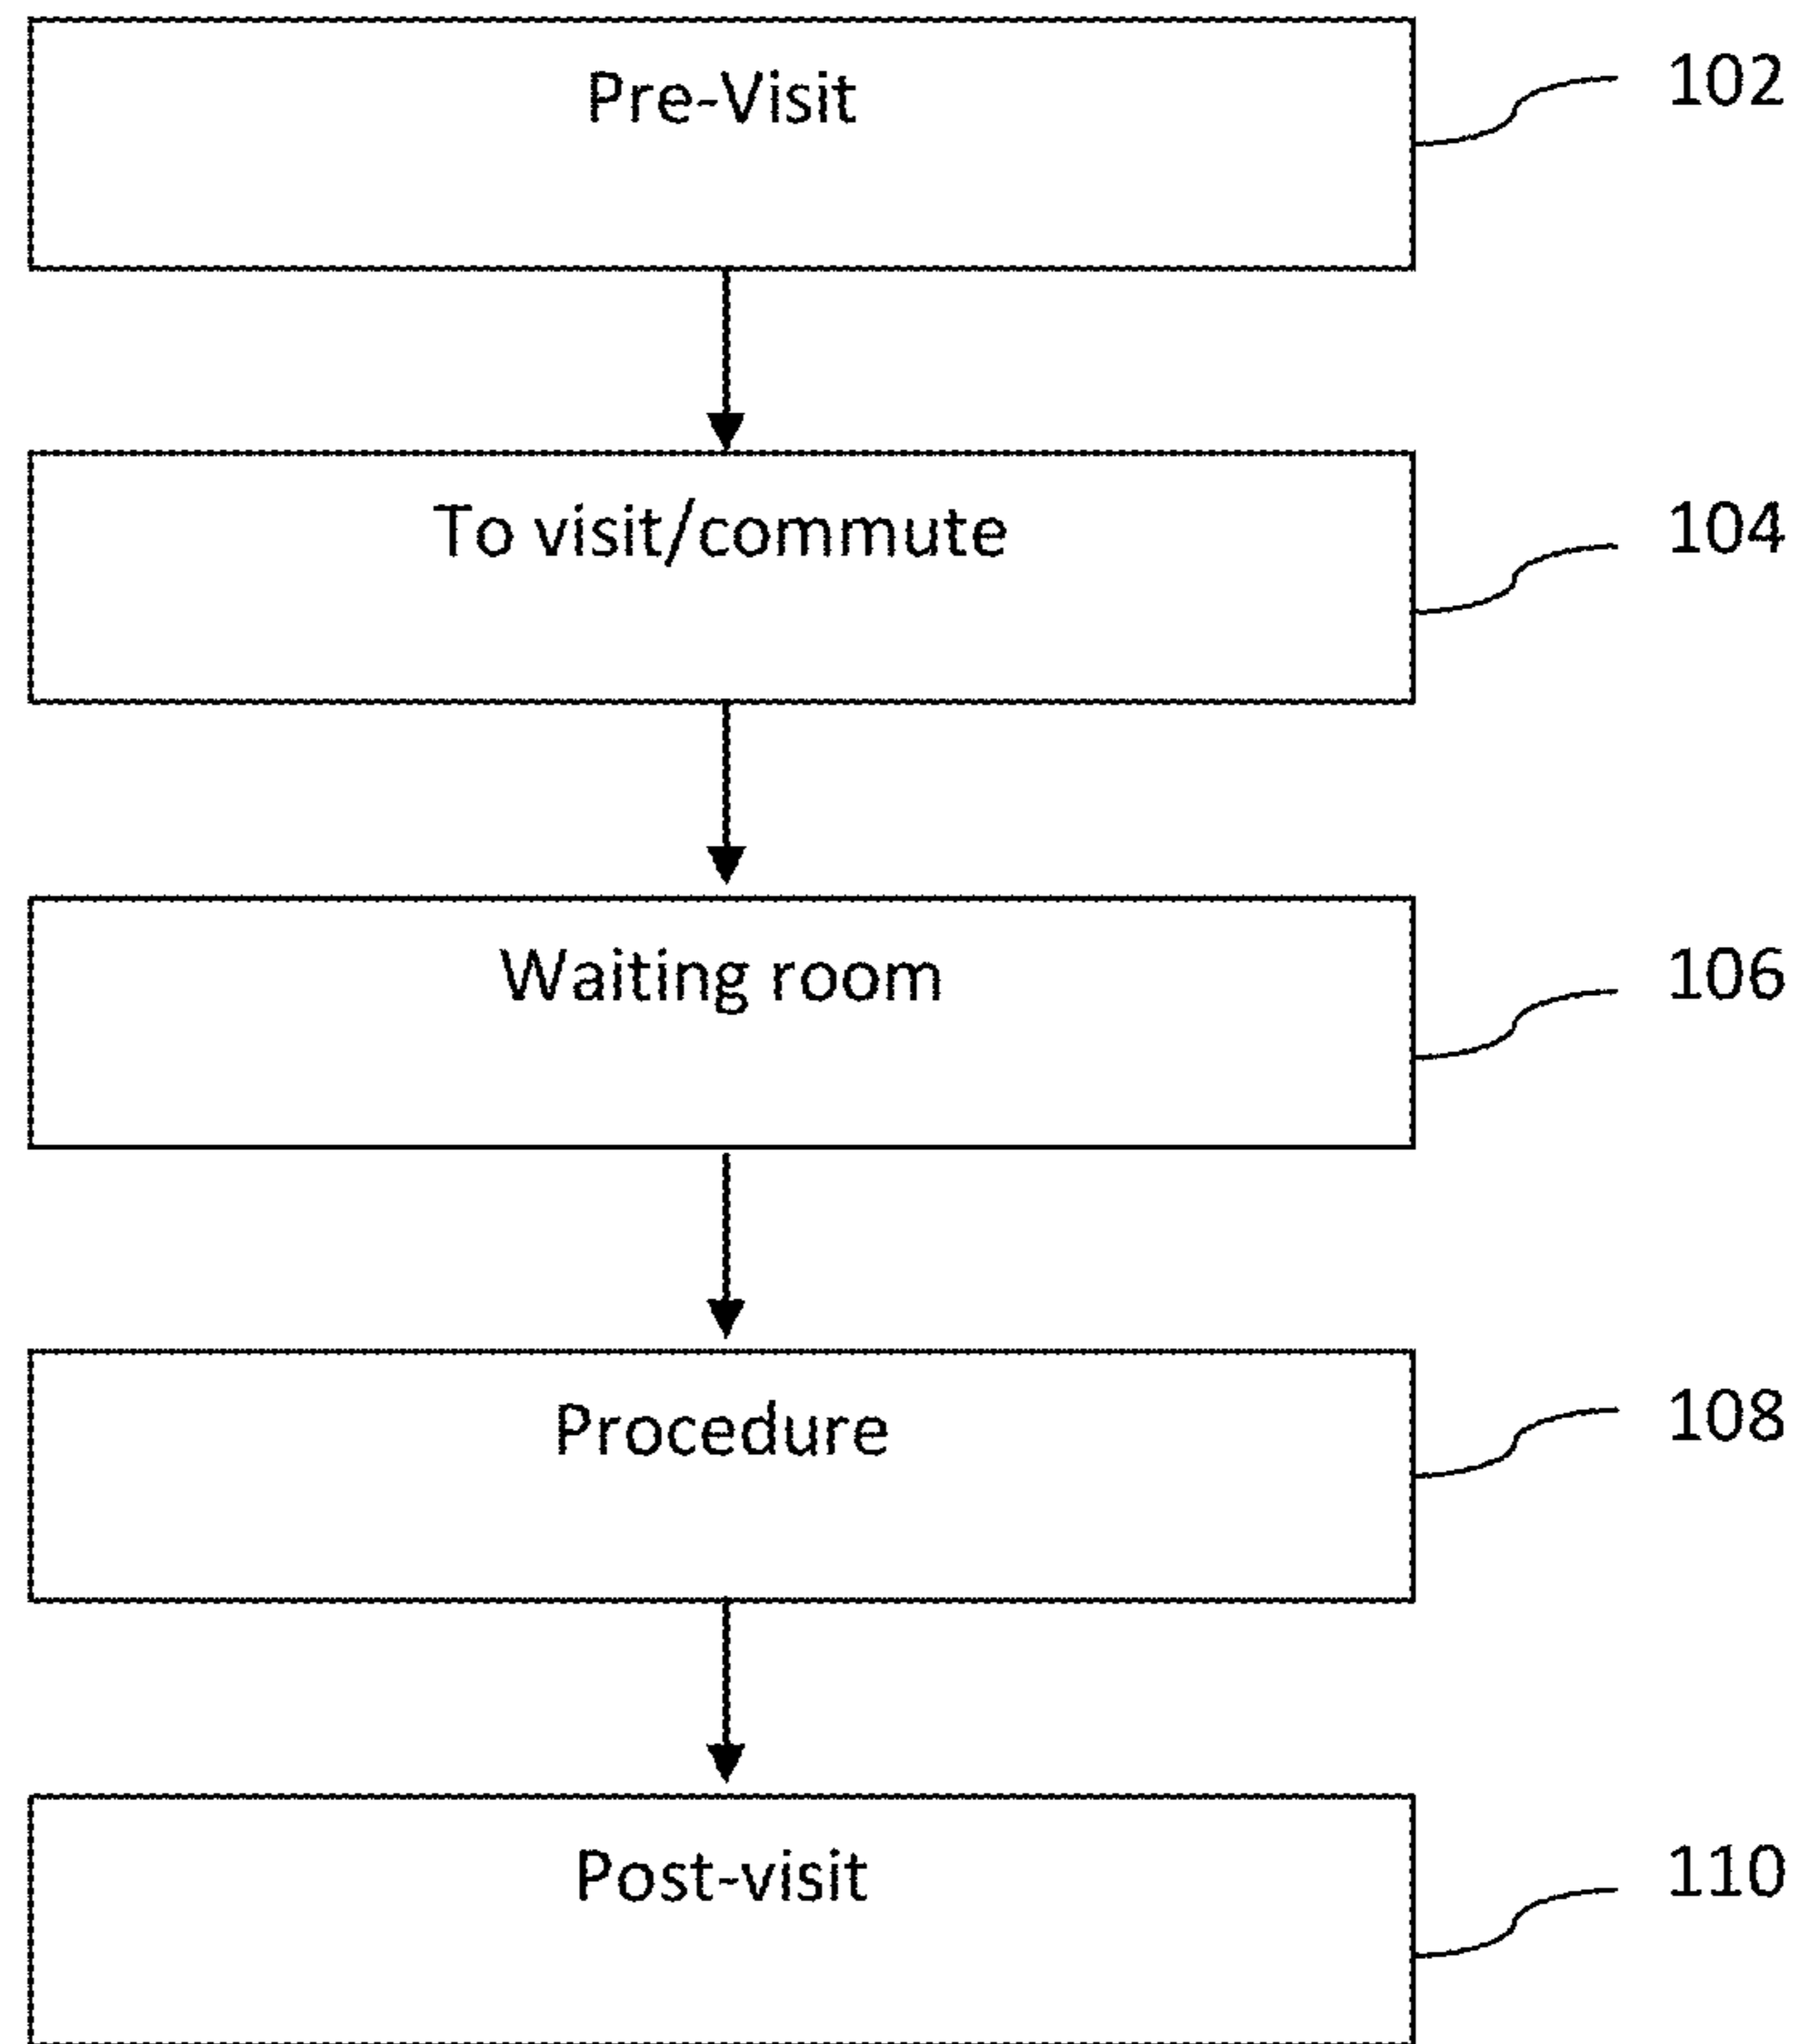 Pre-Visit
102
To visit/commute
104
Waiting room
106
Procedure
108
Post-visit
110